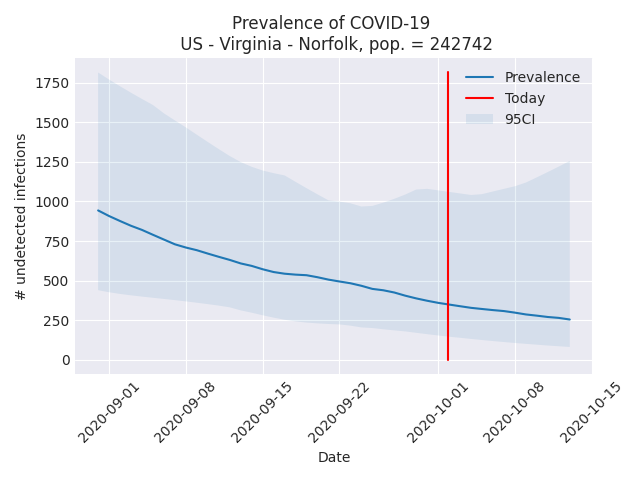 Prevalence of COVID-19
US - Virginia - Norfolk, pop. = 242742
Prevalence
Today
95CI
1750
1500
1250
1000
750
500
250
0
# undetected infections
2020-09-01
2020-09-08
2020-09-15
2020-09-22
2020-10-01
2020-10-08
2020-10-15
Date